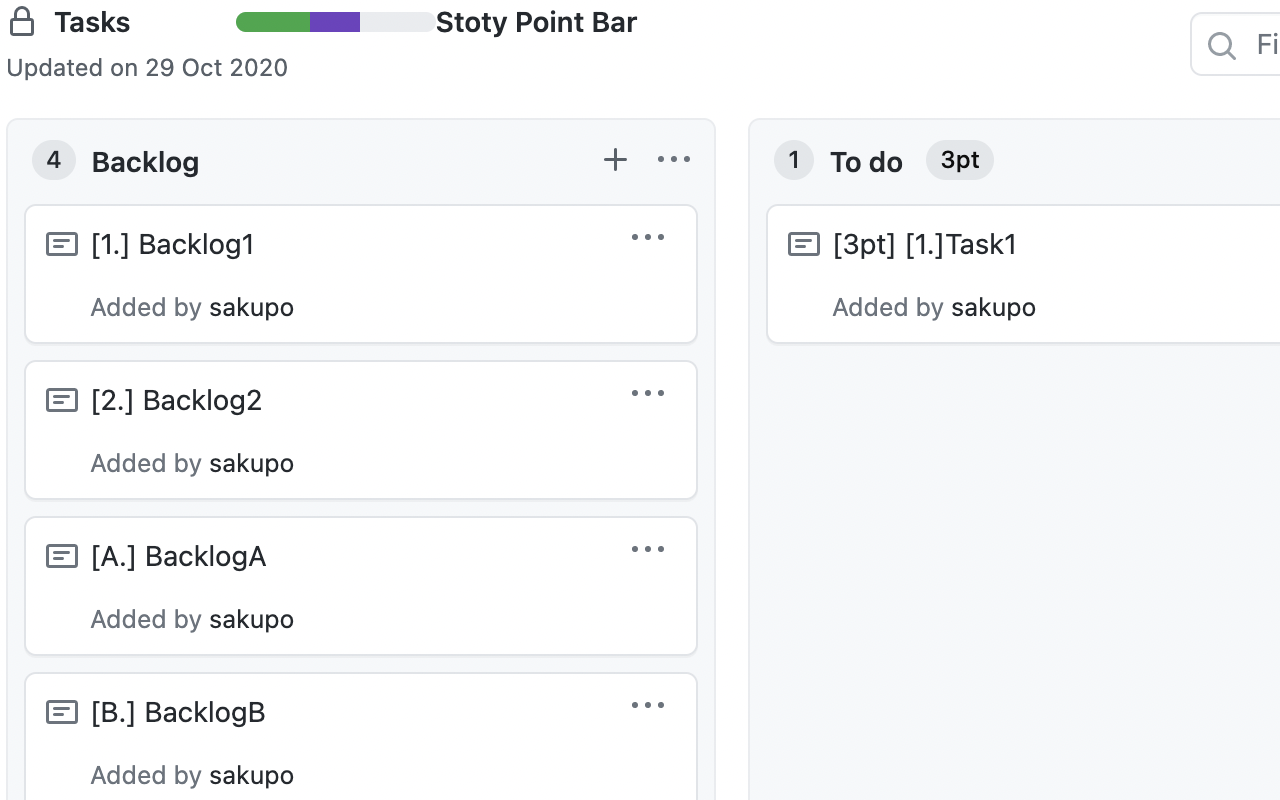 Tasks Stoty Point Bar
Updated on 29 Oct 2020
Fi
4 Backlog
[1.] Backlog1
Added by sakupo
[2.] Backlog2
Added by sakupo
[A.] BacklogA
Added by sakupo
[B.] BacklogB
Added by sakupo
1 To do 3pt
[3pt] [1.]Task1
Added by sakupo